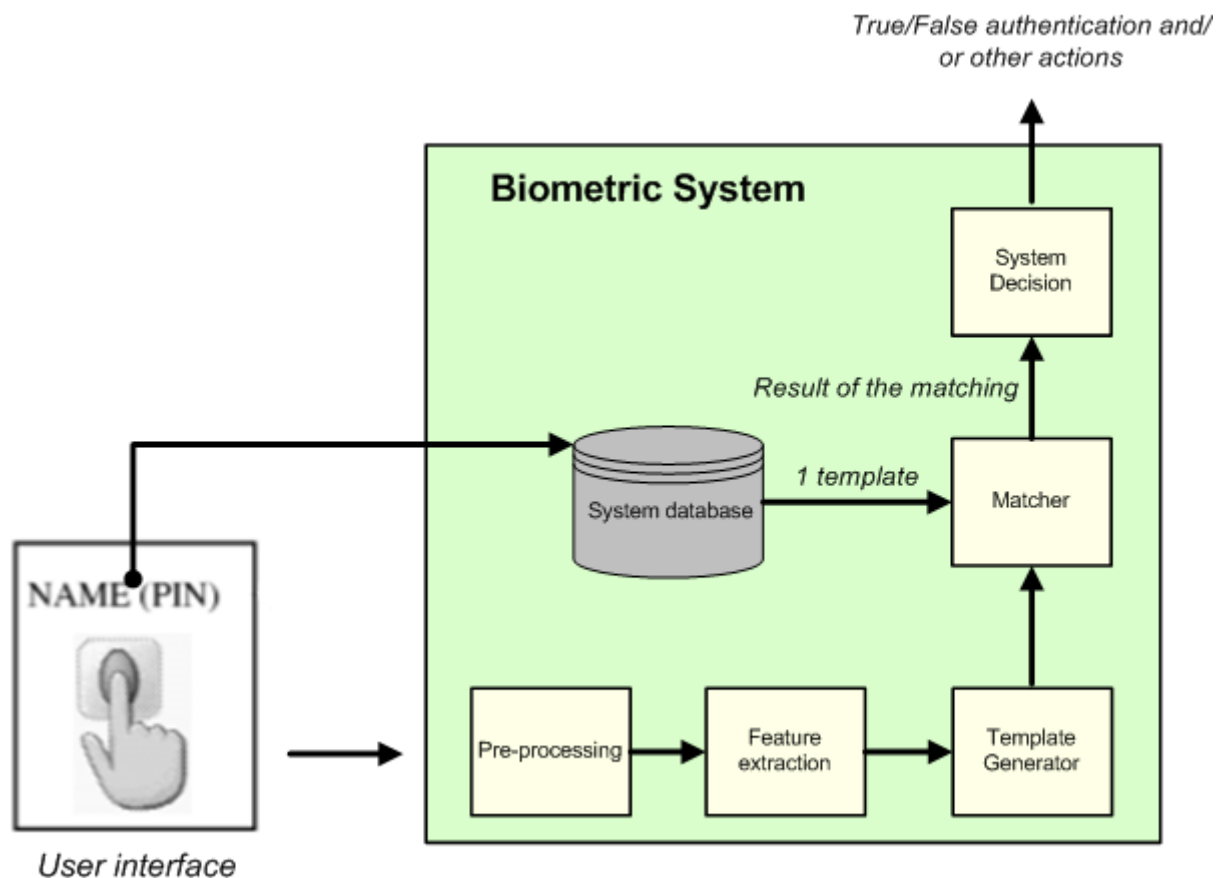 True/False authentication and/
or other actions
Biometric System
System
Decision
Result of the matching
System database
1 template
Matcher
NAME (PIN)
Pre-processing
Feature
extraction
Template
Generator
User interface